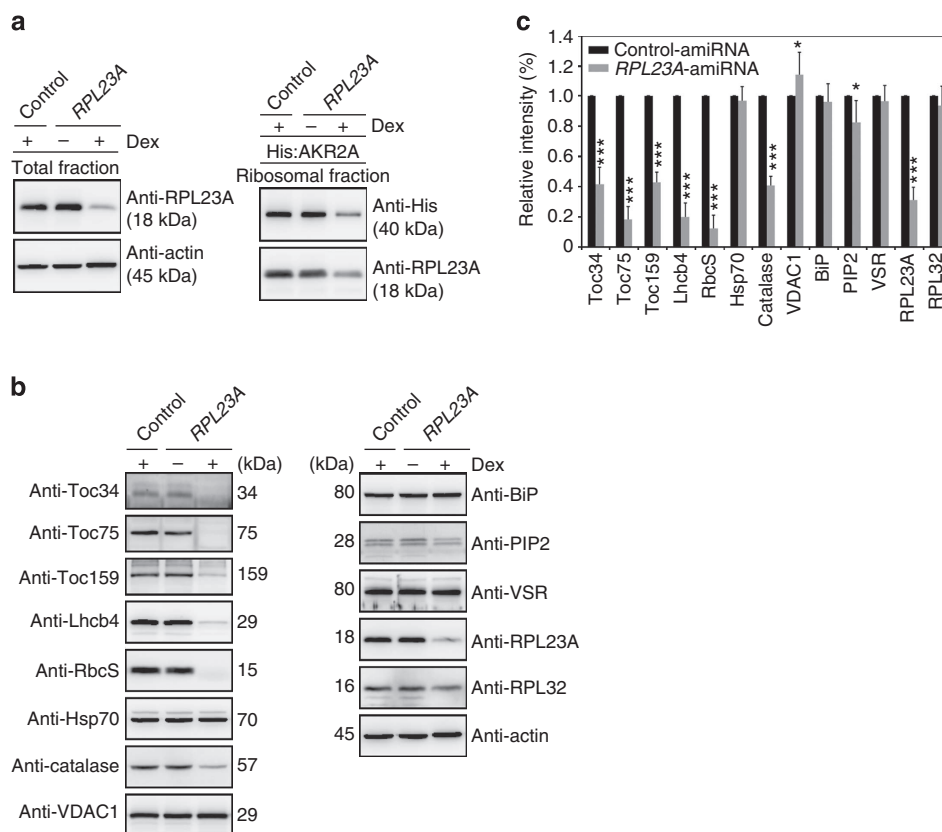 a
Control
RPL23A
+ − + Dex
Total fraction
Anti-RPL23A
(18 kDa)
Anti-actin
(45 kDa)
Control
RPL23A
+ − + Dex
His:AKR2A
Ribosomal fraction
Anti-His
(40 kDa)
Anti-RPL23A
(18 kDa)
c
Relative intensity (%)
1.4
1.2
1.0
0.8
0.6
0.4
0.2
0
Control-amiRNA
RPL23A-amiRNA
***
***
***
***
***
***
*
*
***
Toc34
Toc75
Toc159
Lhcb4
RbcS
Hsp70
Catalase
VDAC1
BiP
PIP2
VSR
RPL23A
RPL32
b
Control
RPL23A
+ − + (kDa)
Anti-Toc34 34
Anti-Toc75 75
Anti-Toc159 159
Anti-Lhcb4 29
Anti-RbcS 15
Anti-Hsp70 70
Anti-catalase 57
Anti-VDAC1 29
Control
RPL23A
(kDa) + − + Dex
80 Anti-BiP
28 Anti-PIP2
80 Anti-VSR
18 Anti-RPL23A
16 Anti-RPL32
45 Anti-actin